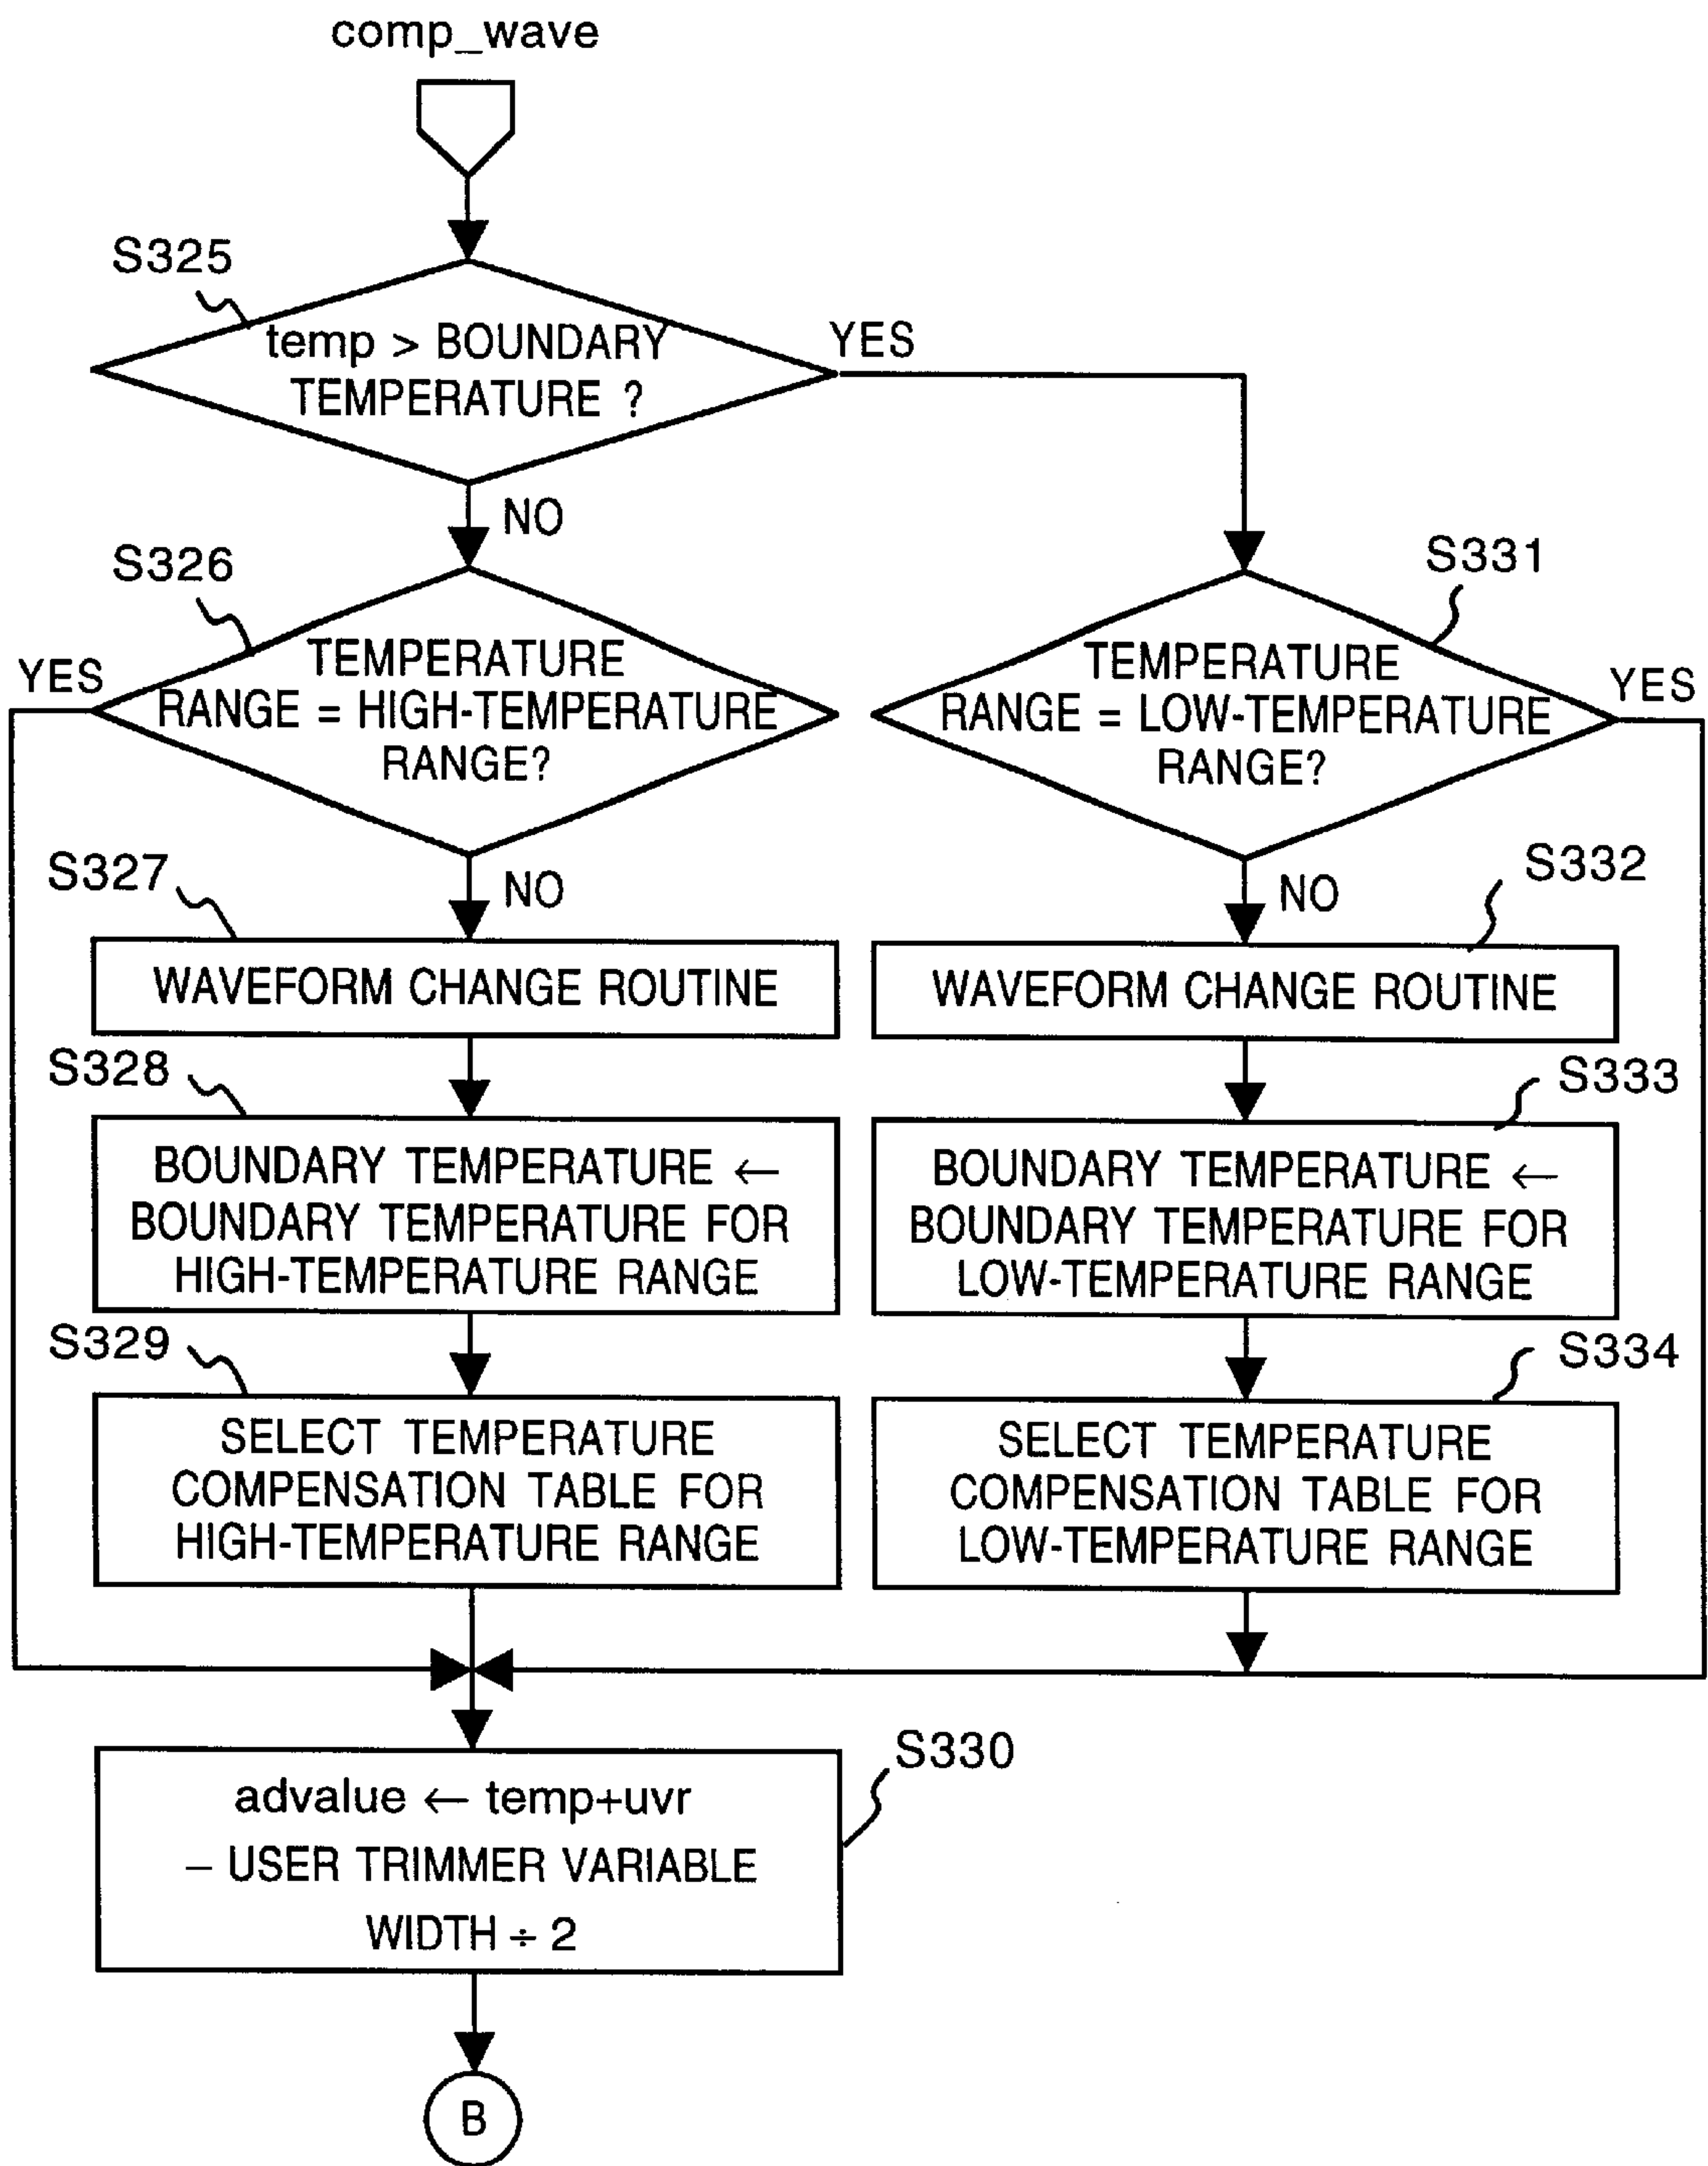 comp_wave
S325
temp > BOUNDARY
TEMPERATURE ?
YES
NO
S326
YES
TEMPERATURE
RANGE = HIGH-TEMPERATURE
RANGE?
NO
S331
TEMPERATURE
RANGE = LOW-TEMPERATURE
RANGE?
YES
NO
S327
WAVEFORM CHANGE ROUTINE
S332
WAVEFORM CHANGE ROUTINE
S328
BOUNDARY TEMPERATURE ←
BOUNDARY TEMPERATURE FOR
HIGH-TEMPERATURE RANGE
S333
BOUNDARY TEMPERATURE ←
BOUNDARY TEMPERATURE FOR
LOW-TEMPERATURE RANGE
S329
SELECT TEMPERATURE
COMPENSATION TABLE FOR
HIGH-TEMPERATURE RANGE
S334
SELECT TEMPERATURE
COMPENSATION TABLE FOR
LOW-TEMPERATURE RANGE
S330
advalue ← temp+uvr
– USER TRIMMER VARIABLE
WIDTH ÷ 2
B